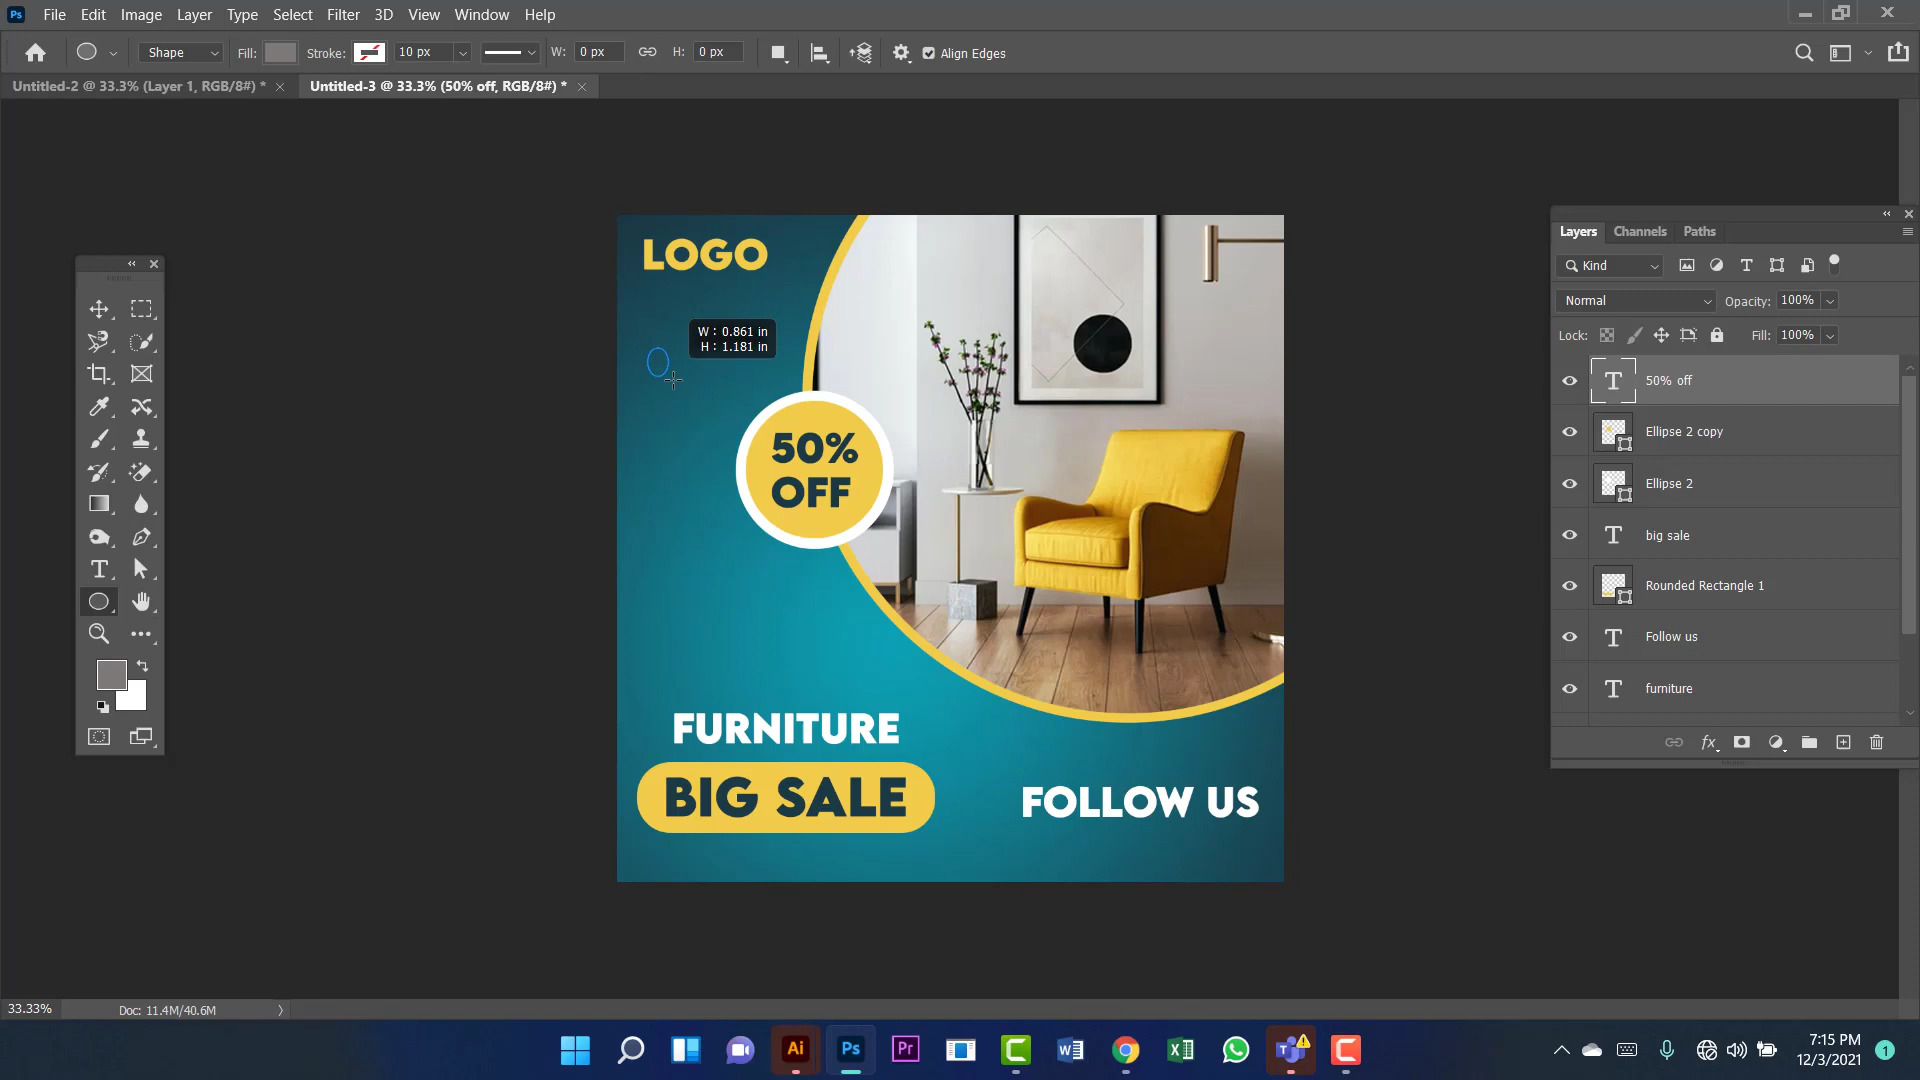 File Edit Image Layer Type Select Filter 3D View Window Help
Shape Fill: Stroke: 10 px W: 0 px H: 0 px Align Edges
Untitled-2 @ 33.3% (Layer 1, RGB/8#) * Untitled-3 @ 33.3% (50% off, RGB/8#) *
LOGO
W : 0.861 in
H : 1.181 in
50%
OFF
FURNITURE
BIG SALE
FOLLOW US
Layers Channels Paths
Kind
Normal Opacity: 100%
Lock: Fill: 100%
50% off
Ellipse 2 copy
Ellipse 2
big sale
Rounded Rectangle 1
Follow us
furniture
33.33% Doc: 11.4M/40.6M
7:15 PM
12/3/2021
1